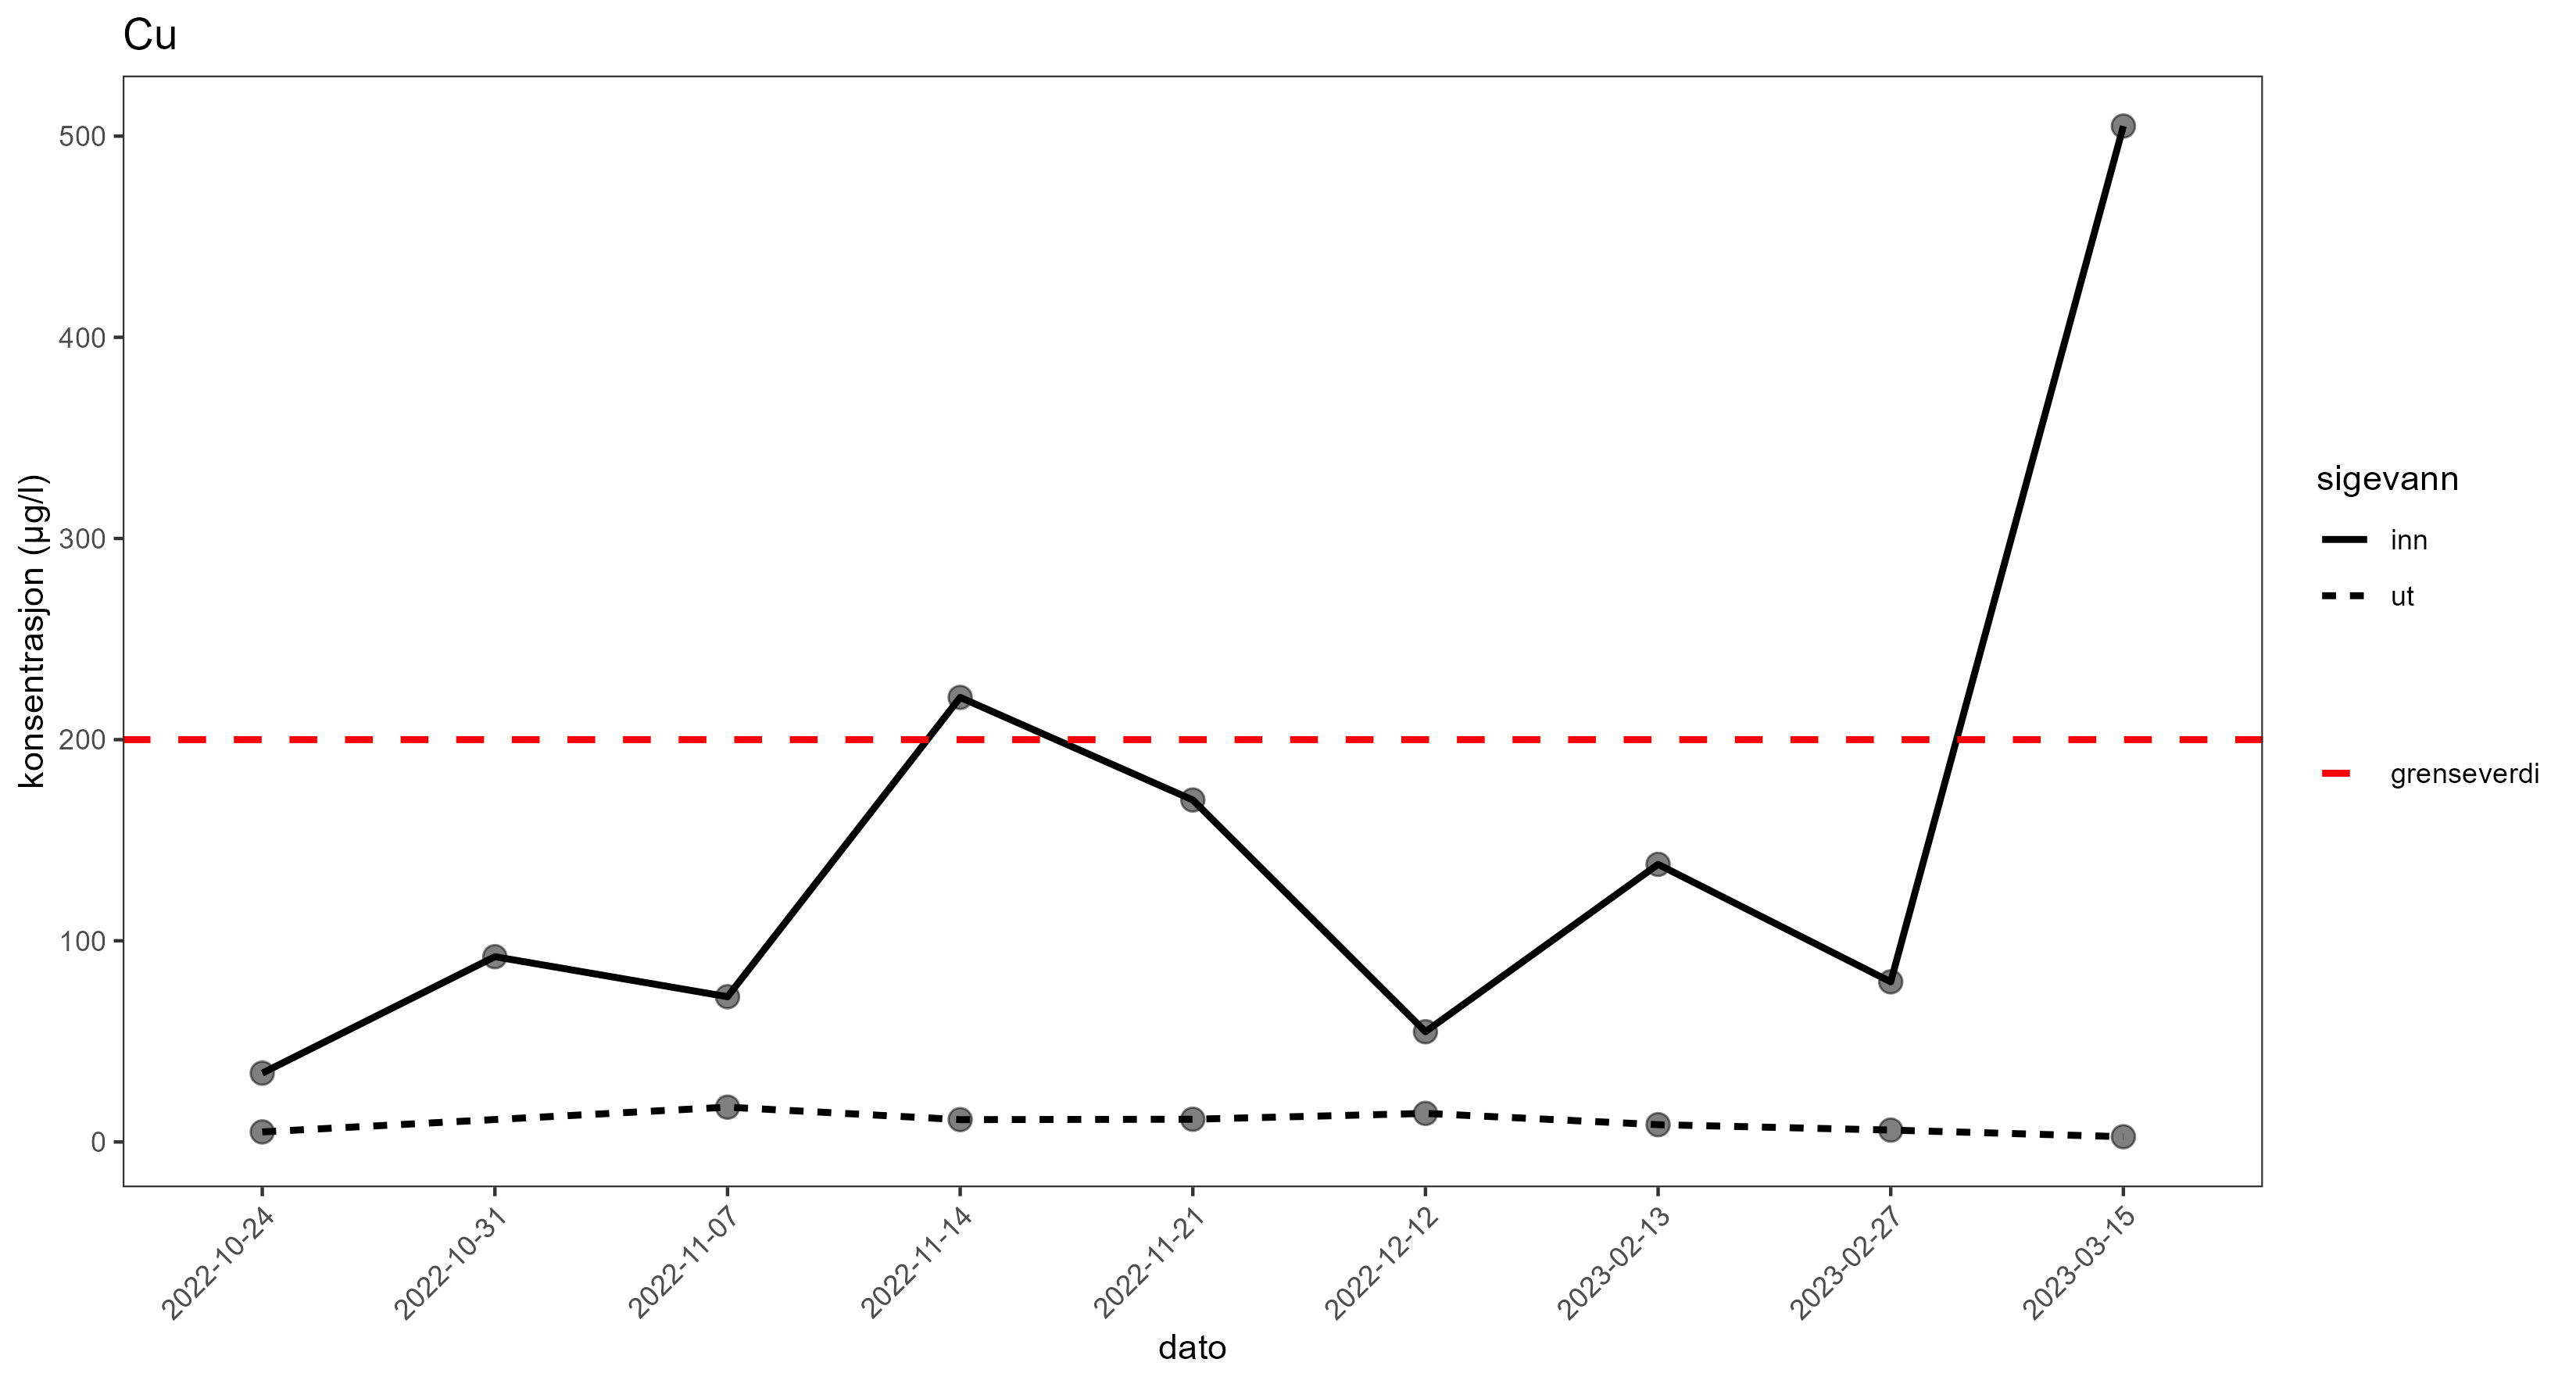 Cu
konsentrasjon (µg/l)
500
400
300
200
100
0
2022-10-24
2022-10-31
2022-11-07
2022-11-14
2022-11-21
2022-12-12
2023-02-13
2023-02-27
2023-03-15
dato
sigevann
inn
ut
grenseverdi